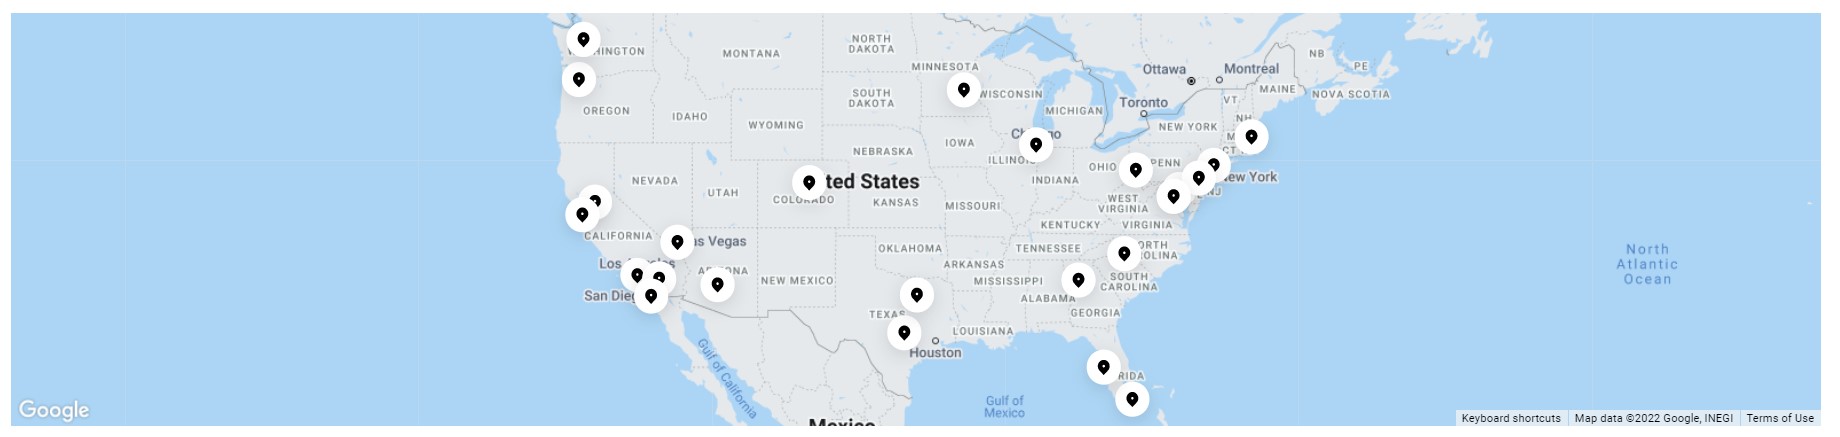 WASHINGTON
MONTANA
NORTH
DAKOTA
MINNESOTA
Ottawa
Montreal
NB
PE
OREGON
IDAHO
SOUTH
DAKOTA
WISCONSIN
MICHIGAN
Toronto
VT
MAINE
NOVA SCOTIA
WYOMING
NH
NEW YORK
IOWA
Chicago
NEBRASKA
ILLINOIS
OHIO
PENN
CT
NEVADA
UTAH
United States
INDIANA
New York
NJ
COLORADO
KANSAS
MISSOURI
WEST
VIRGINIA
KENTUCKY
VIRGINIA
CALIFORNIA
Las Vegas
OKLAHOMA
TENNESSEE
NORTH
CAROLINA
Los Angeles
ARIZONA
NEW MEXICO
ARKANSAS
MISSISSIPPI
SOUTH
CAROLINA
San Diego
ALABAMA
GEORGIA
TEXAS
LOUISIANA
Houston
Gulf of California
FLORIDA
Gulf of
Mexico
Mexico
North
Atlantic
Ocean
Google
Keyboard shortcuts
Map data ©2022 Google, INEGI
Terms of Use